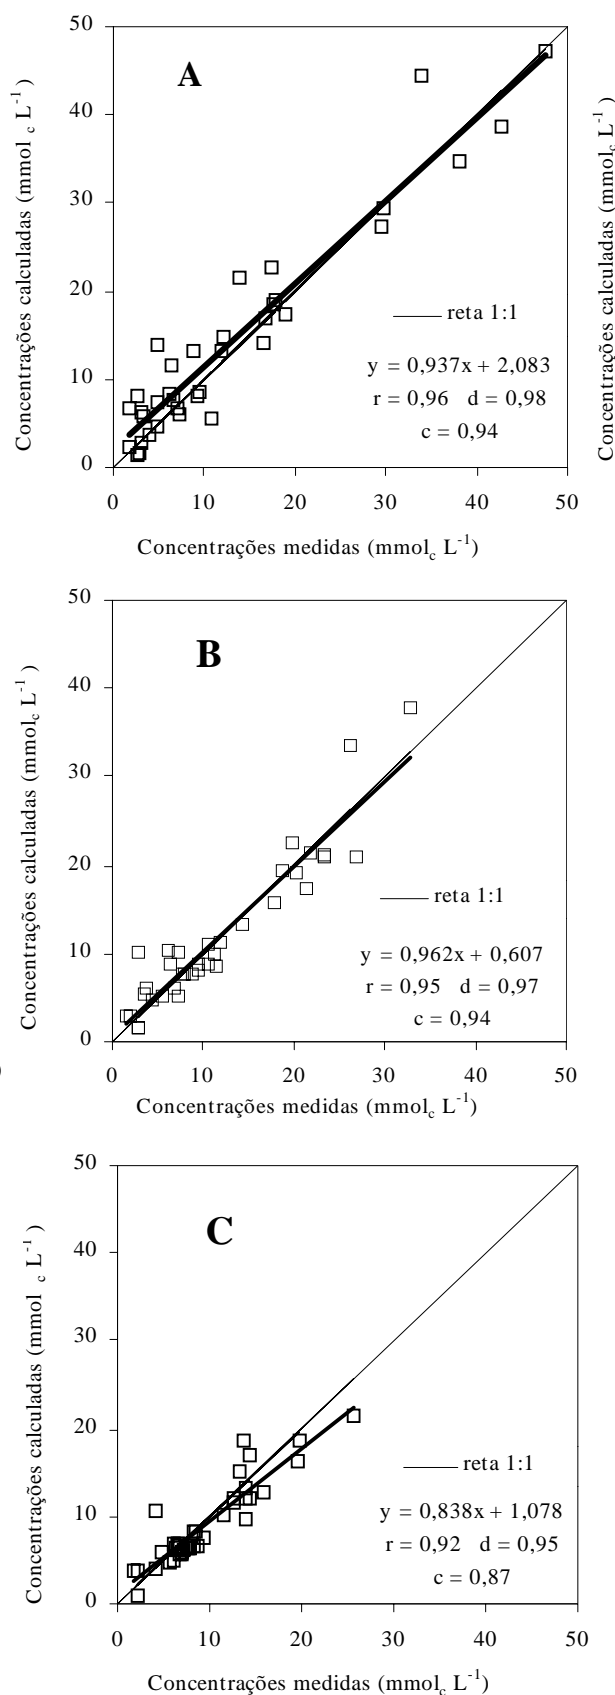 A
Concentrações calculadas (mmol c L-1 )
50
40
30
20
10
0
0
10
20
30
40
50
reta 1:1
y = 0,937x + 2,083
r = 0,96 d = 0,98
c = 0,94
Concentrações medidas (mmolc L-1)
Concentrações calculadas (mmolc L-1 )
B
Concentrações calculadas (mmolc L-1 )
50
40
30
20
10
0
0
10
20
30
40
50
reta 1:1
y = 0,962x + 0,607
r = 0,95 d = 0,97
c = 0,94
Concentrações medidas (mmolc L-1)
)
C
Concentrações calculadas (mmol c L-1 )
50
40
30
20
10
0
0
10
20
30
40
50
reta 1:1
y = 0,838x + 1,078
r = 0,92 d = 0,95
c = 0,87
Concentrações medidas (mmolc L-1)